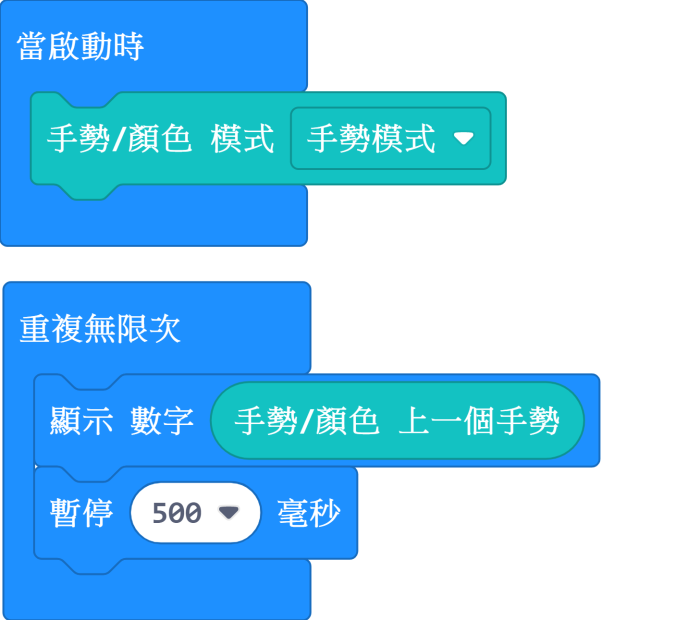 當啟動時
手勢/顏色 模式 手勢模式
重複無限次
顯示 數字 手勢/顏色 上一個手勢
暫停 500 毫秒